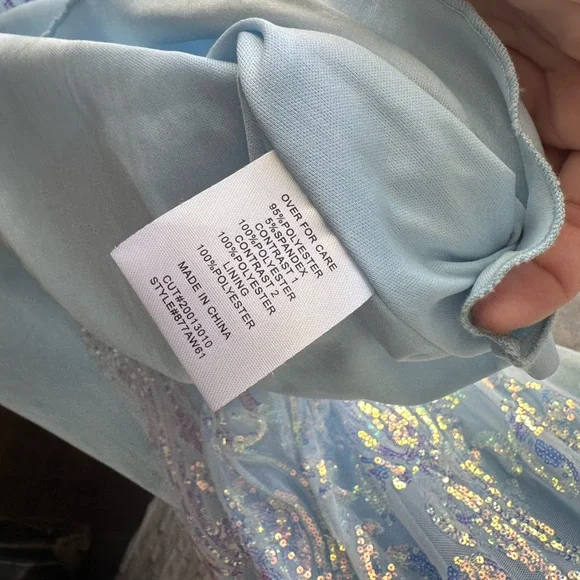 OVER FOR CARE
95%POLYESTER
5%SPANDEX
CONTRAST 1
100%POLYESTER
CONTRAST 2
100%POLYESTER
LINING
100%POLYESTER
MADE IN CHINA
CUT#20013010
STYLE#877AW61